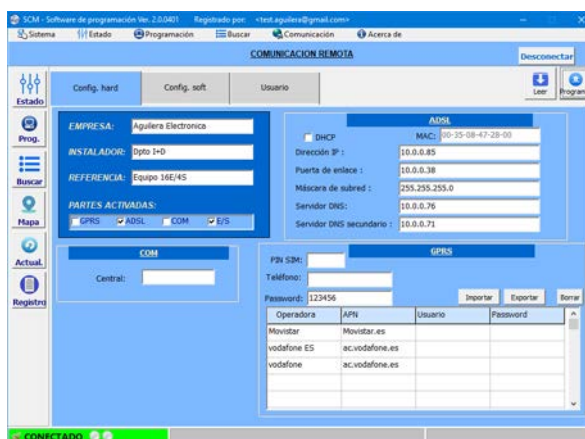 SCM - Software de programación Ver. 2.0.0401 Registrado por: <test.aguilera@gmail.com>
Sistema Estado Programación Buscar Comunicación Acerca de
COMUNICACION REMOTA
Desconectar
Estado
Config. hard Config. soft Usuario
Leer Program
EMPRESA: Aguilera Electronica
INSTALADOR: Dpto I+D
REFERENCIA: Equipo 16E/4S
PARTES ACTIVADAS:
GPRS ADSL COM E/S
ADSL
DHCP MAC: 00-35-08-47-28-00
Dirección IP : 10.0.0.85
Puerta de enlace : 10.0.0.38
Máscara de subred : 255.255.255.0
Servidor DNS: 10.0.0.76
Servidor DNS secundario : 10.0.0.71
Prog.
Buscar
Mapa
Actual.
Registro
COM
Central:
GPRS
PIN SIM:
Teléfono:
Password: 123456 Importar Exportar Borrar
Operadora APN Usuario Password
Movistar Movistar.es
vodafone ES ac.vodafone.es
vodafone ac.vodafone.es
CONECTADO